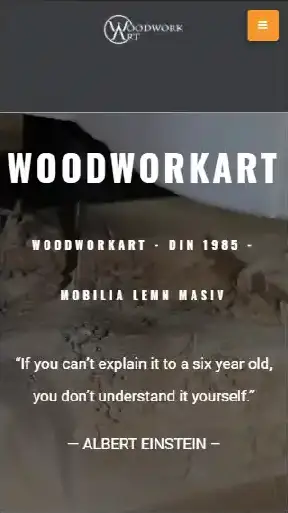 WOODWORK
ART
WOODWORKART
WOODWORKART - DIN 1985 -
MOBILIA LEMN MASIV
“If you can’t explain it to a six year old,
you don’t understand it yourself.”
— ALBERT EINSTEIN –